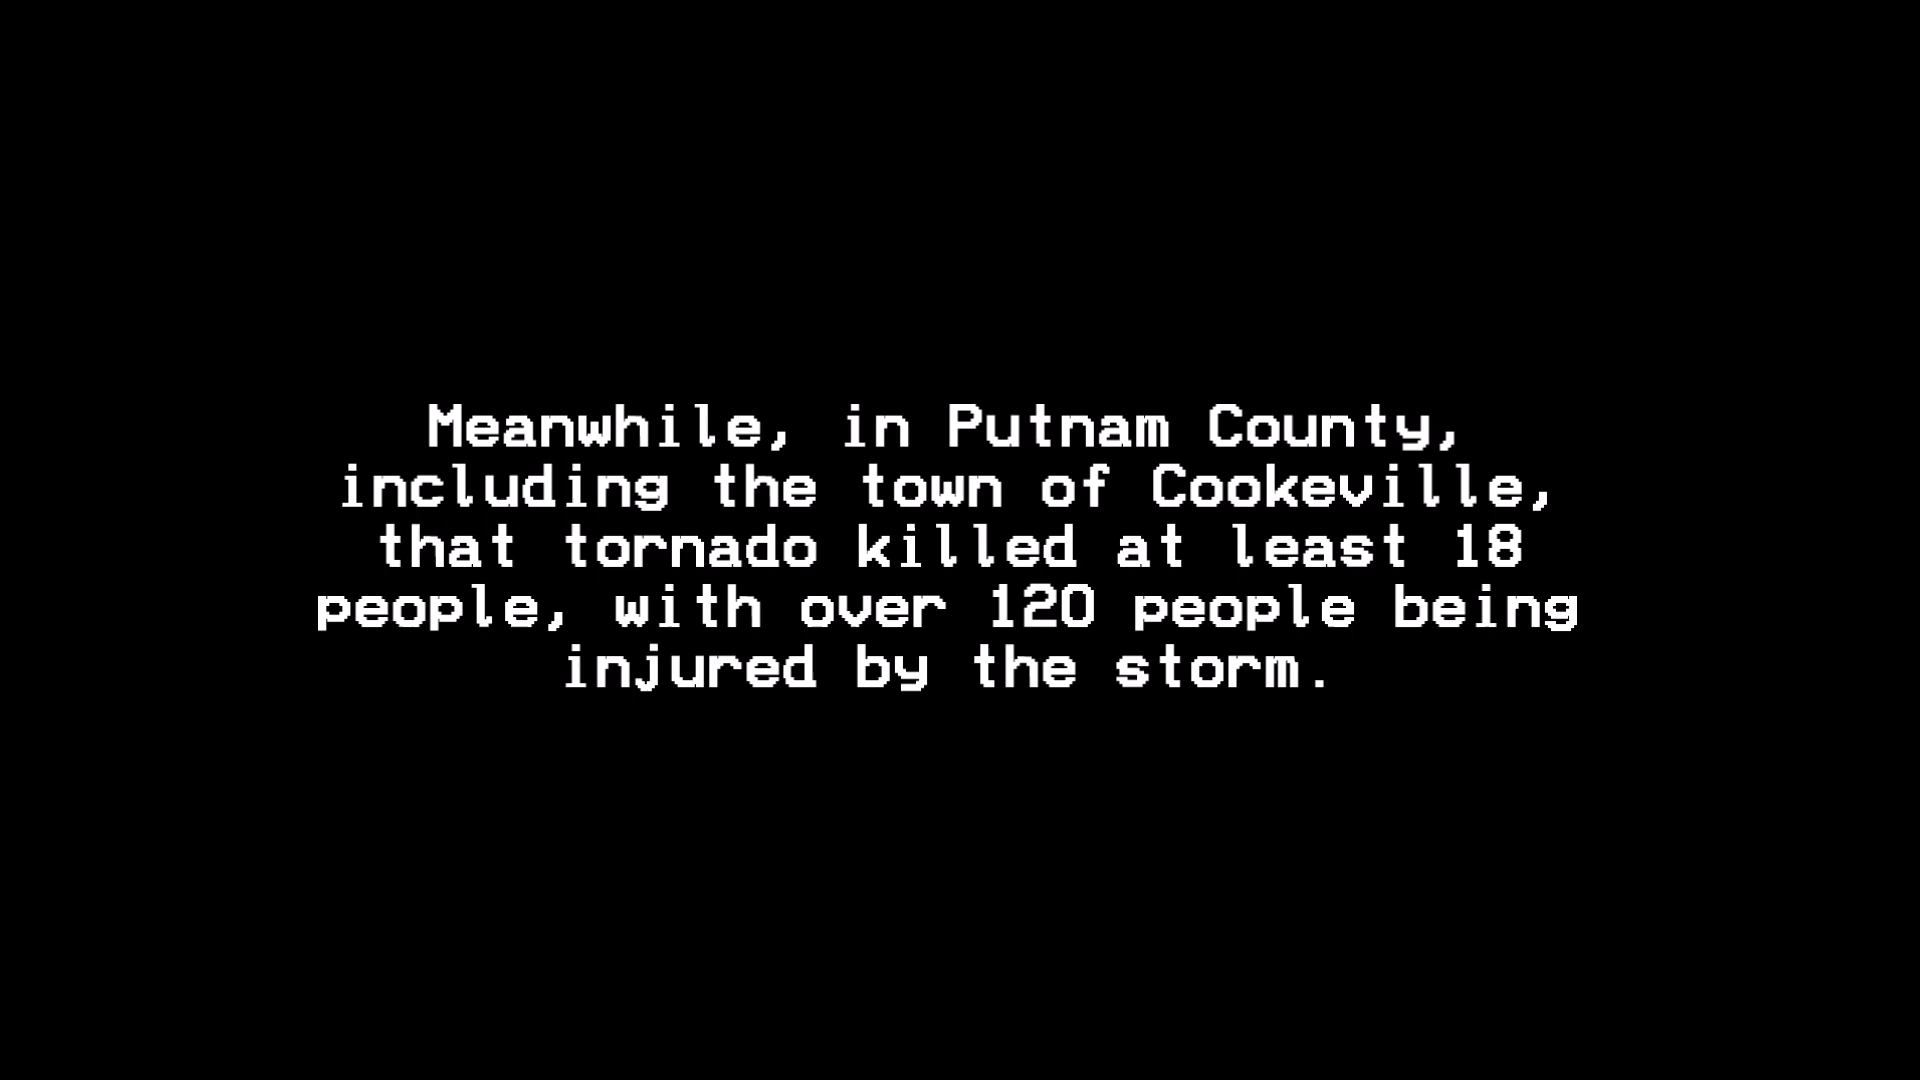 Meanwhile, in Putnam County,
including the town of Cookeville,
that tornado killed at least 18
people, with over 120 people being
injured by the storm.